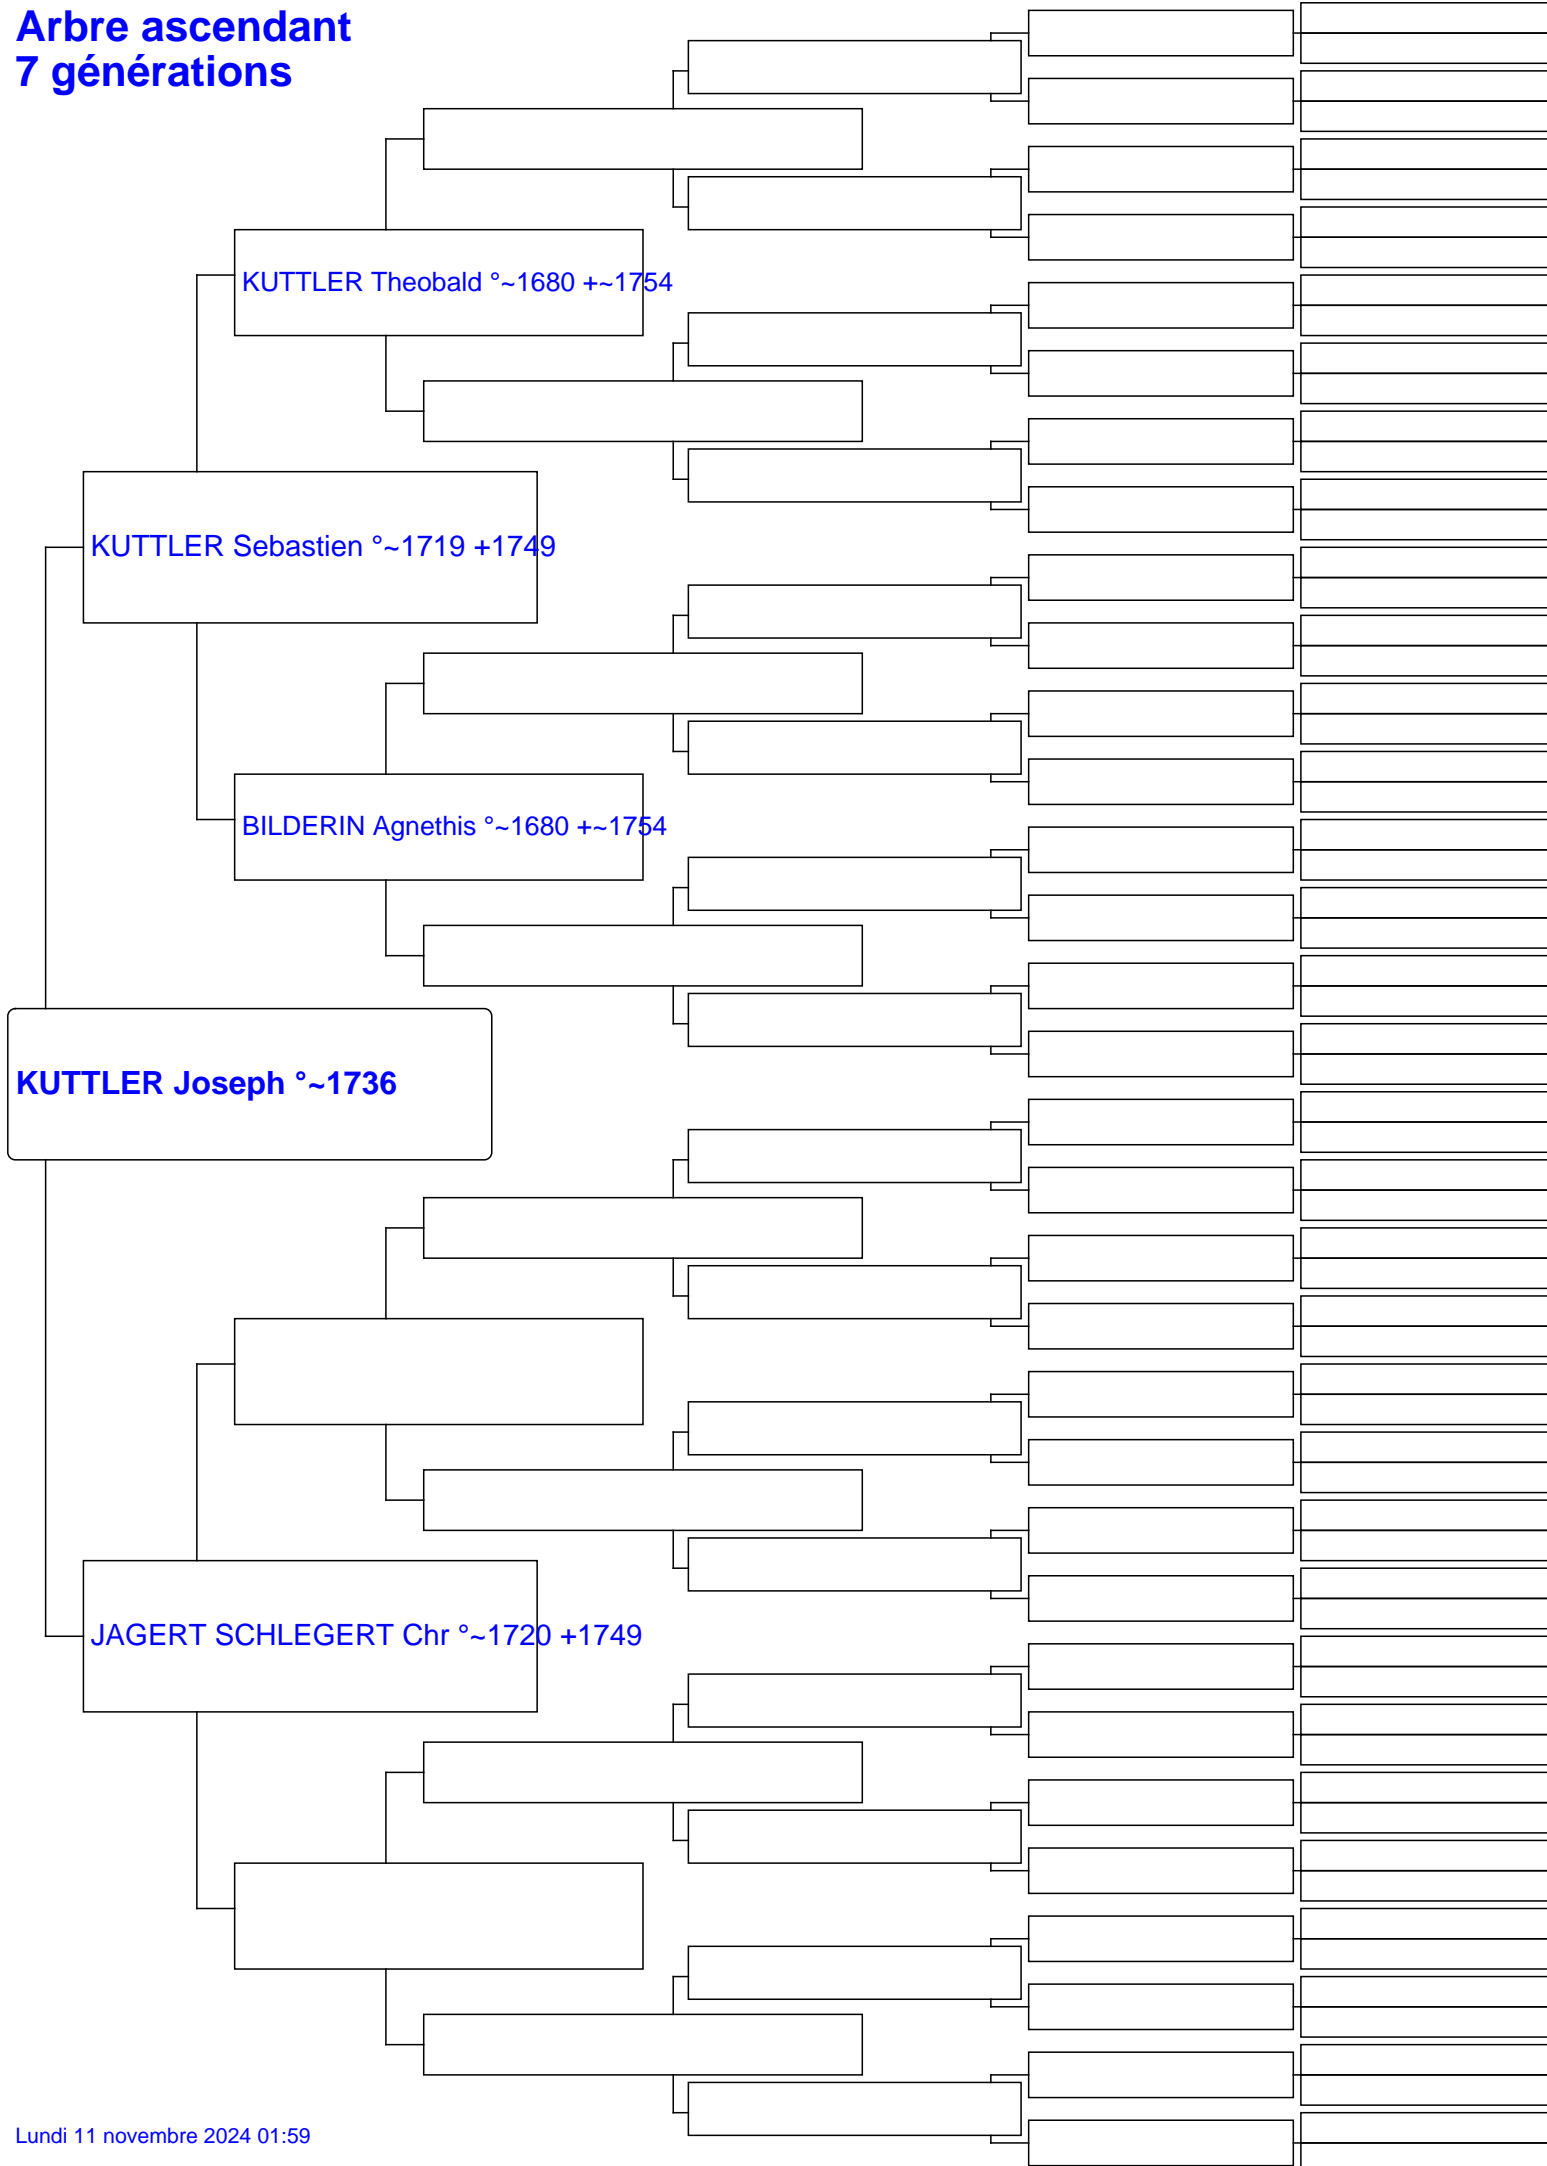 Arbre ascendant
7 générations
KUTTLER Theobald °~1680 +~1754
KUTTLER Sebastien °~1719 +1749
BILDERIN Agnethis °~1680 +~1754
KUTTLER Joseph °~1736
JAGERT SCHLEGERT Chr °~1720 +1749
Lundi 11 novembre 2024 01:59